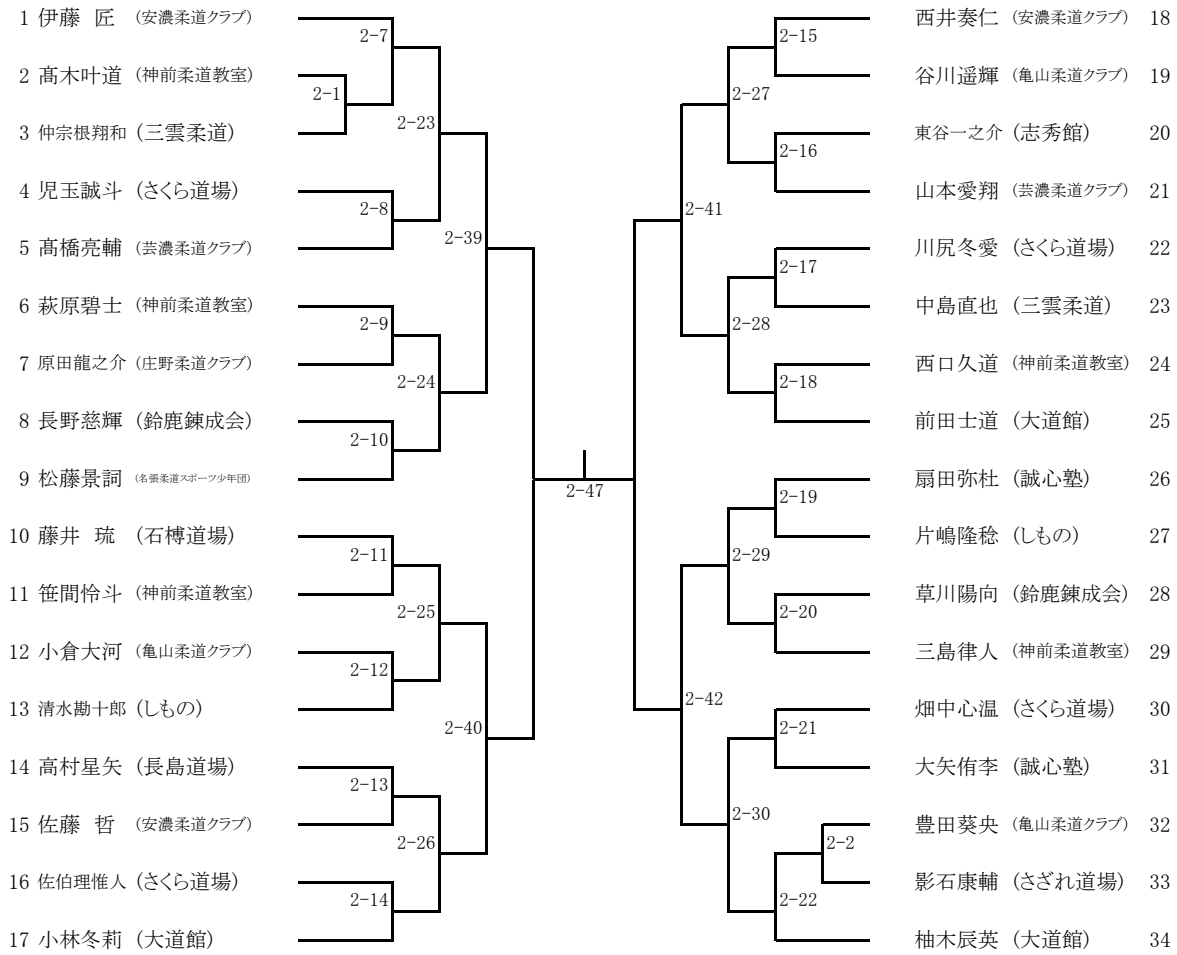 1 伊藤 匠 (安濃柔道クラブ)
2 髙木叶道 (神前柔道教室)
3 仲宗根翔和 (三雲柔道)
4 児玉誠斗 (さくら道場)
5 髙橋亮輔 (芸濃柔道クラブ)
6 萩原碧士 (神前柔道教室)
7 原田龍之介 (庄野柔道クラブ)
8 長野慈輝 (鈴鹿錬成会)
9 松藤景詞 (名張柔道スポーツ少年団)
10 藤井 琉 (石榑道場)
11 笹間怜斗 (神前柔道教室)
12 小倉大河 (亀山柔道クラブ)
13 清水勘十郎 (しもの)
14 高村星矢 (長島道場)
15 佐藤 哲 (安濃柔道クラブ)
16 佐伯理惟人 (さくら道場)
17 小林冬莉 (大道館)
2-1
2-7
2-8
2-9
2-10
2-11
2-12
2-13
2-14
2-23
2-24
2-25
2-26
2-39
2-40
2-47
2-41
2-42
2-27
2-28
2-29
2-30
2-15
2-16
2-17
2-18
2-19
2-20
2-21
2-22
2-2
西井奏仁 (安濃柔道クラブ) 18
谷川遥輝 (亀山柔道クラブ) 19
東谷一之介 (志秀館) 20
山本愛翔 (芸濃柔道クラブ) 21
川尻冬愛 (さくら道場) 22
中島直也 (三雲柔道) 23
西口久道 (神前柔道教室) 24
前田士道 (大道館) 25
扇田弥杜 (誠心塾) 26
片嶋隆稔 (しもの) 27
草川陽向 (鈴鹿錬成会) 28
三島律人 (神前柔道教室) 29
畑中心温 (さくら道場) 30
大矢侑李 (誠心塾) 31
豊田葵央 (亀山柔道クラブ) 32
影石康輔 (さざれ道場) 33
柚木辰英 (大道館) 34